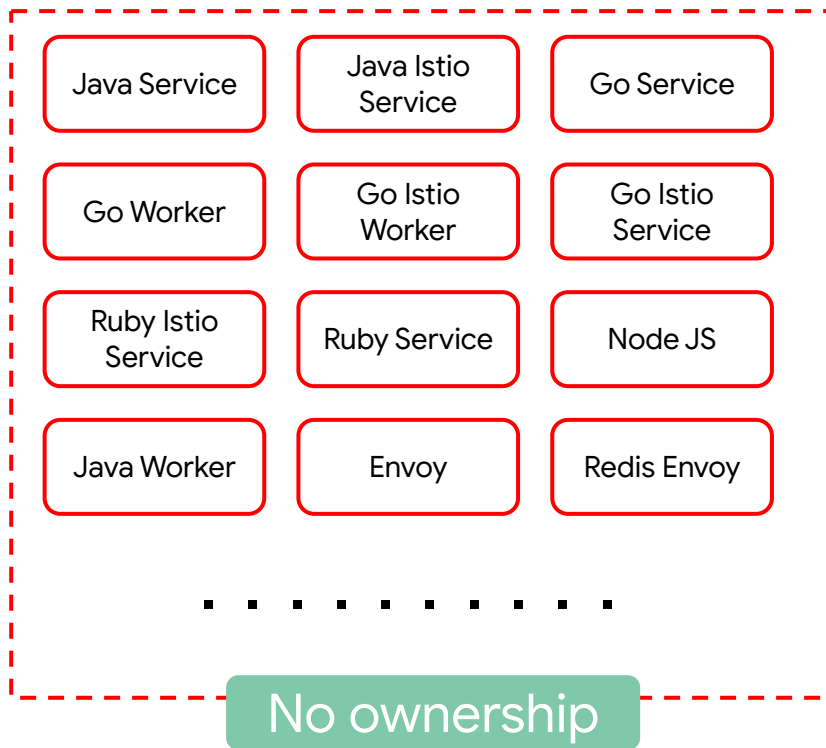 Java Service
Java Istio
Service
Go Service
Go Worker
Go Istio
Worker
Go Istio
Service
Ruby Istio
Service
Ruby Service
Node JS
Java Worker
Envoy
Redis Envoy
. . . . . . . . . .
No ownership